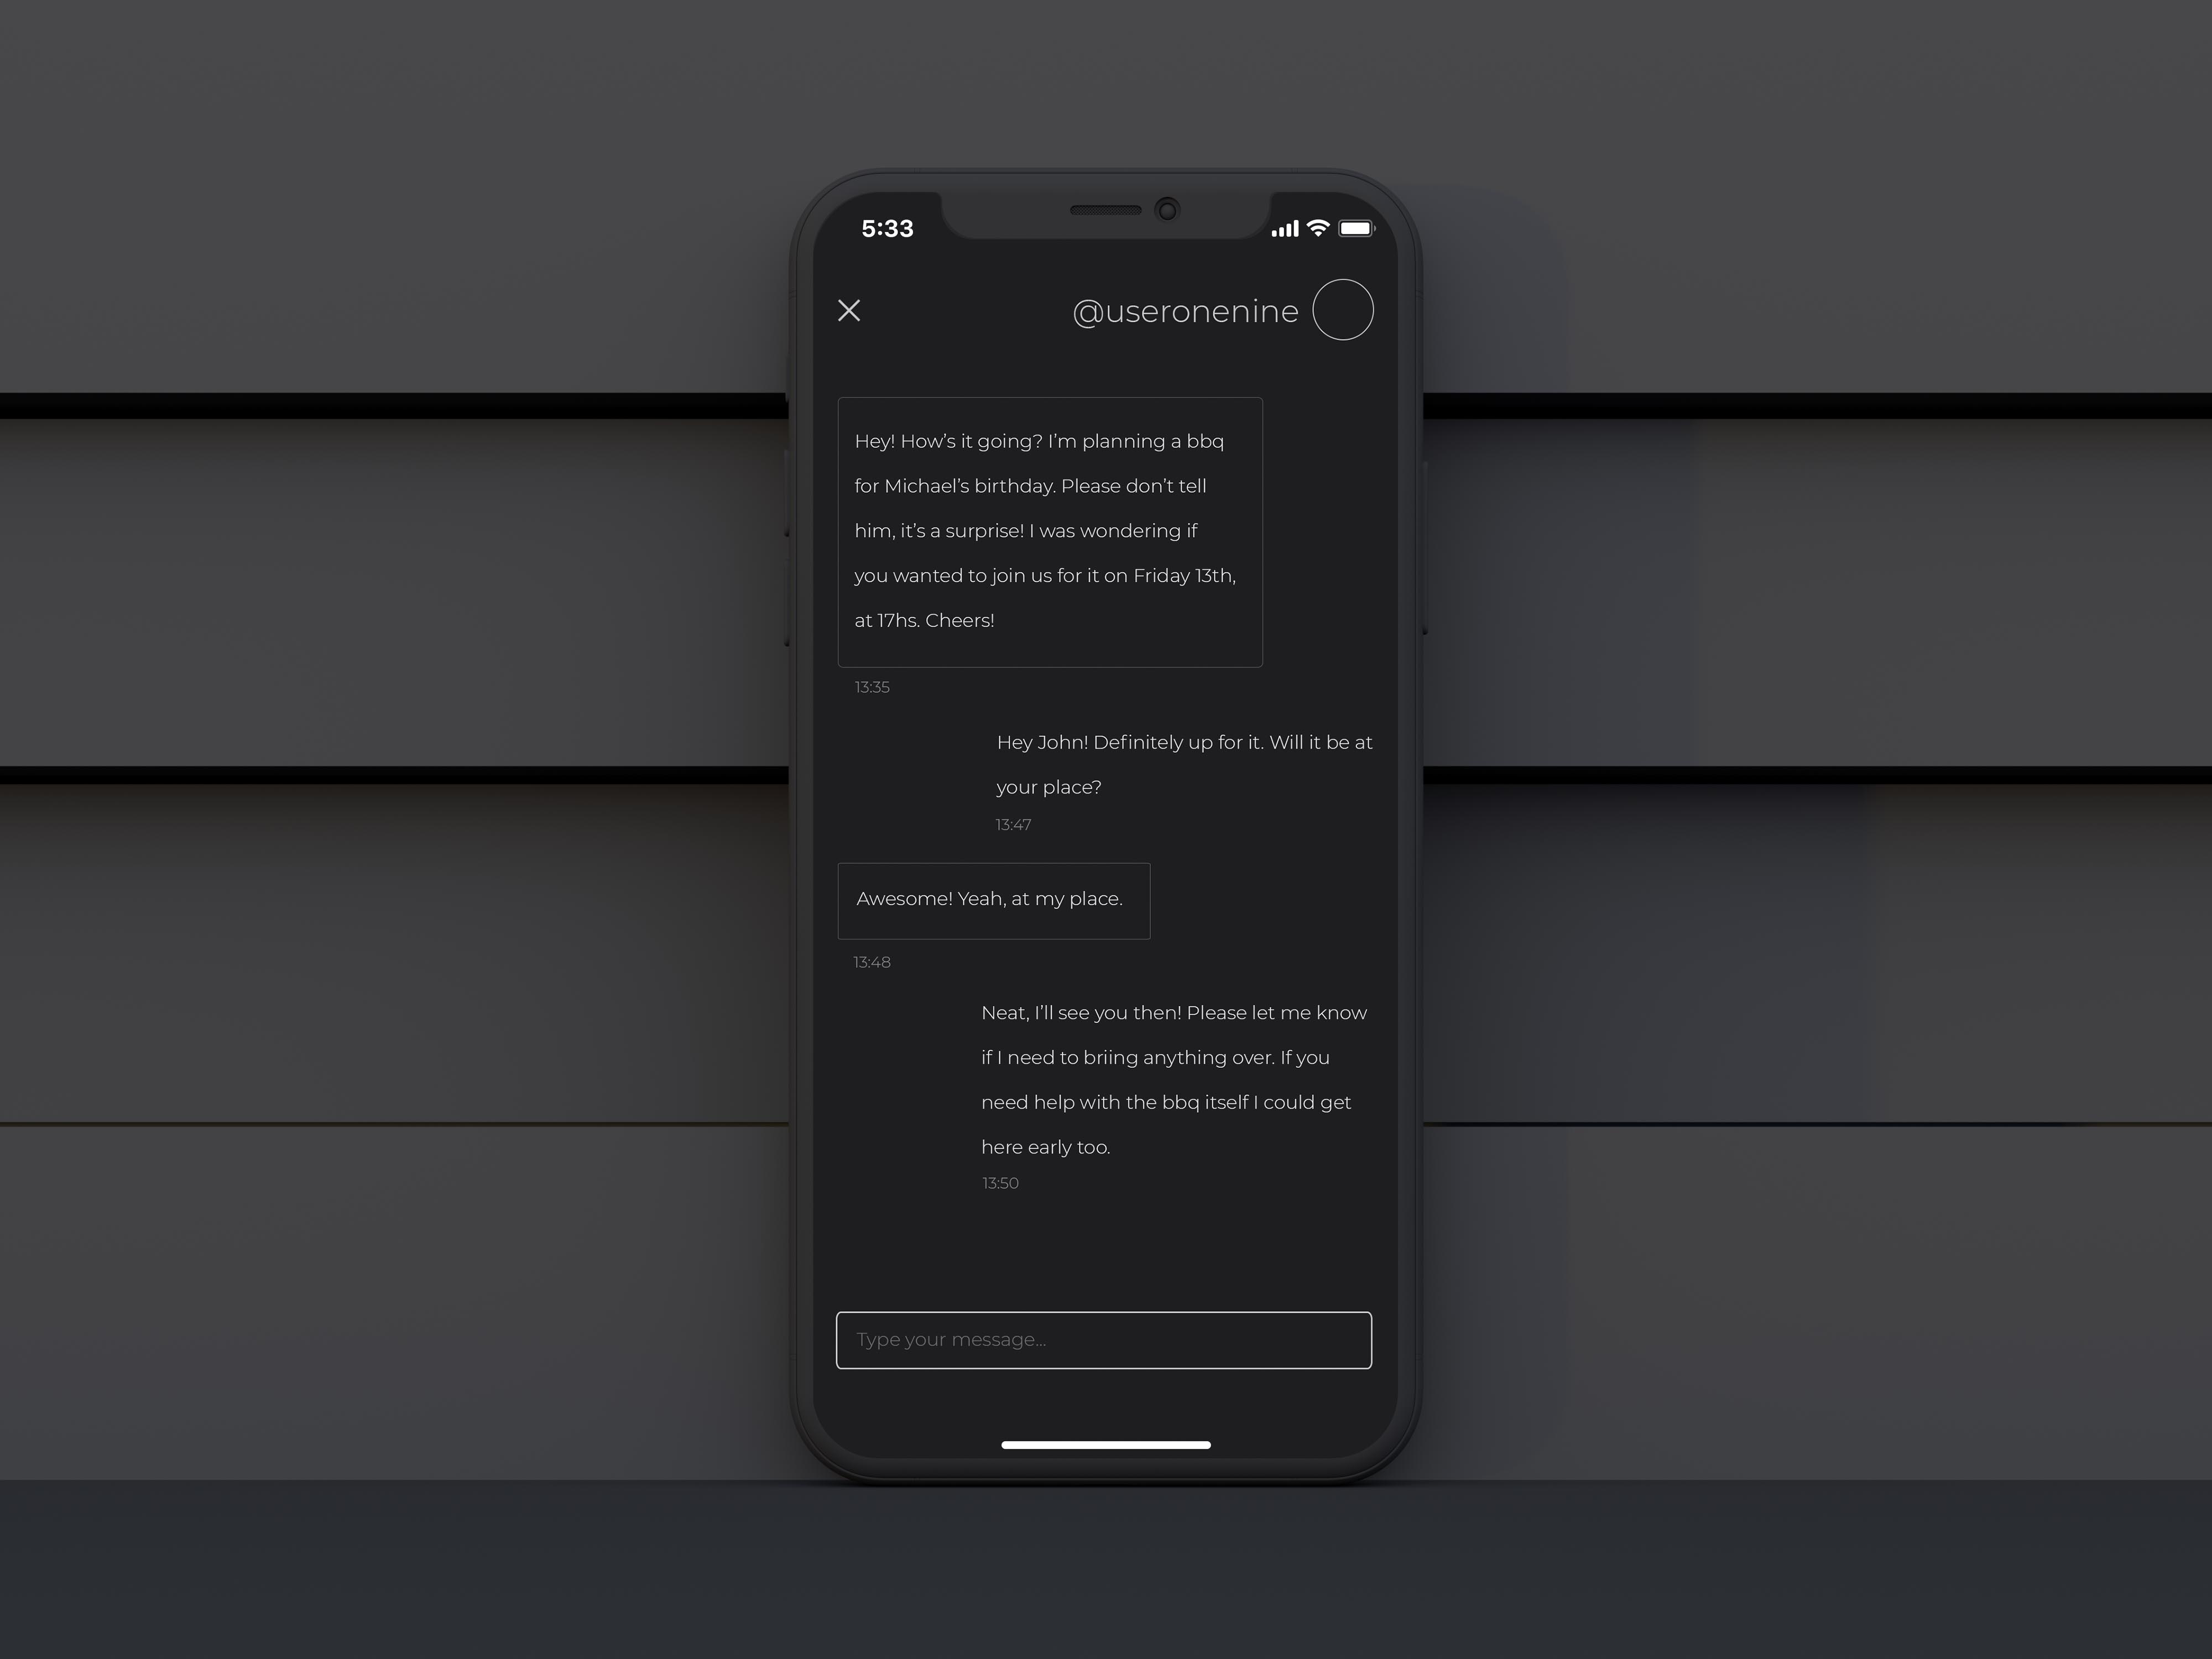 5:33
@useronenine
Hey! How’s it going? I’m planning a bbq
for Michael’s birthday. Please don’t tell
him, it’s a surprise! I was wondering if
you wanted to join us for it on Friday 13th,
at 17hs. Cheers!
13:35
Hey John! Definitely up for it. Will it be at
your place?
13:47
Awesome! Yeah, at my place.
13:48
Neat, I’ll see you then! Please let me know
if I need to briing anything over. If you
need help with the bbq itself I could get
here early too.
13:50
Type your message...